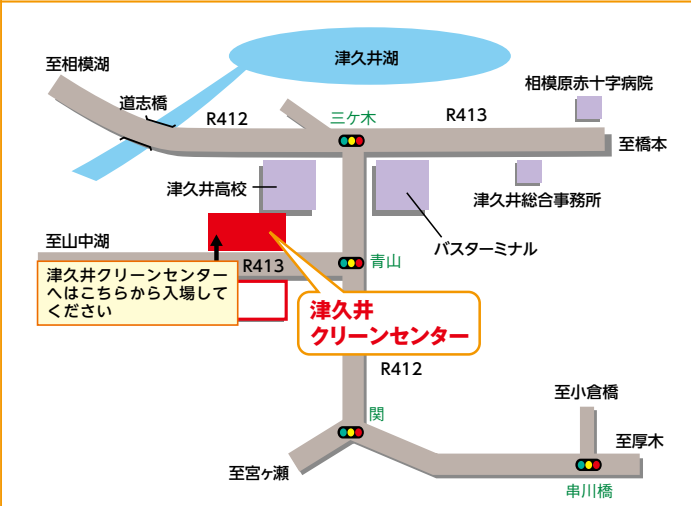 津久井湖
至相模湖
相模原赤十字病院
道志橋
R412
三ケ木
R413
至橋本
津久井高校
津久井総合事務所
至山中湖
バスターミナル
R413
青山
津久井クリーンセンター
へはこちらから入場して
ください
津久井
クリーンセンター
R412
至小倉橋
関
至厚木
至宮ヶ瀬
串川橋